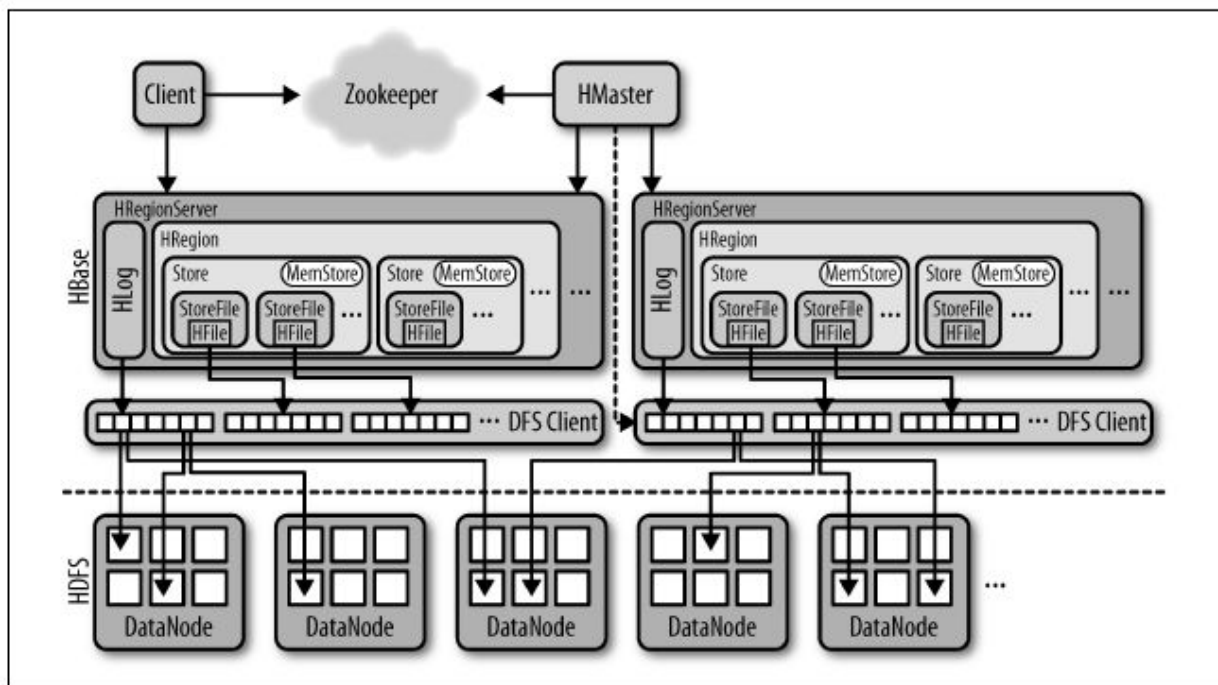 Client
Zookeeper
HMaster
HBase
HRegionServer
HLog
HRegion
Store
MemStore
StoreFile
HFile
StoreFile
HFile
...
Store
MemStore
StoreFile
HFile
...
...
...
HRegionServer
HLog
HRegion
Store
MemStore
StoreFile
HFile
StoreFile
HFile
...
Store
MemStore
StoreFile
HFile
...
...
...
... DFS Client
... DFS Client
HDFS
DataNode
DataNode
DataNode
DataNode
DataNode
...